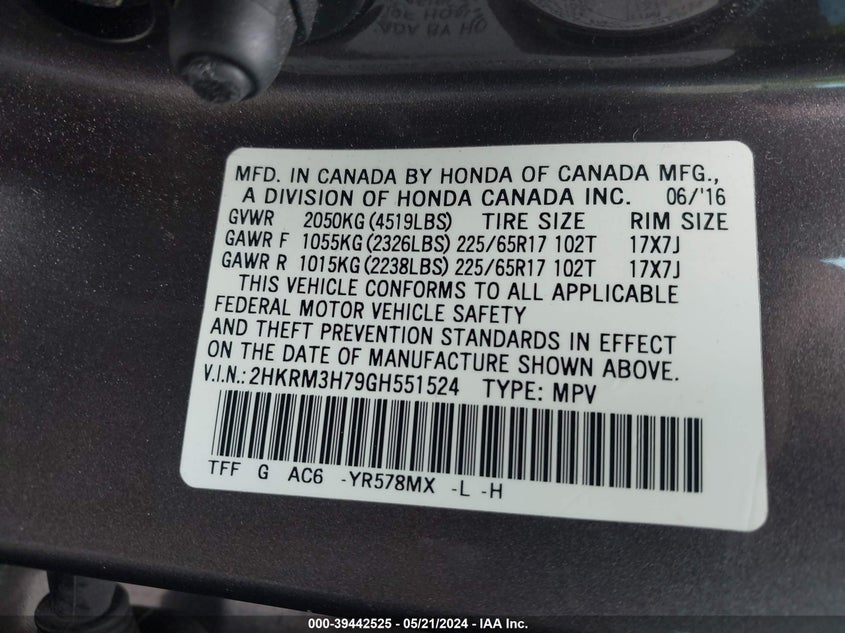 MFD. IN CANADA BY HONDA OF CANADA MFG.,
A DIVISION OF HONDA CANADA INC. 06/'16
GVWR 2050KG (4519LBS) TIRE SIZE RIM SIZE
GAWR F 1055KG (2326LBS) 225/65R17 102T 17X7J
GAWR R 1015KG (2238LBS) 225/65R17 102T 17X7J
THIS VEHICLE CONFORMS TO ALL APPLICABLE
FEDERAL MOTOR VEHICLE SAFETY
AND THEFT PREVENTION STANDARDS IN EFFECT
ON THE DATE OF MANUFACTURE SHOWN ABOVE.
V.I.N.: 2HKRM3H79GH551524 TYPE: MPV
TFF G AC6 -YR578MX -L -H
000-39442525 - 05/21/2024 - IAA Inc.